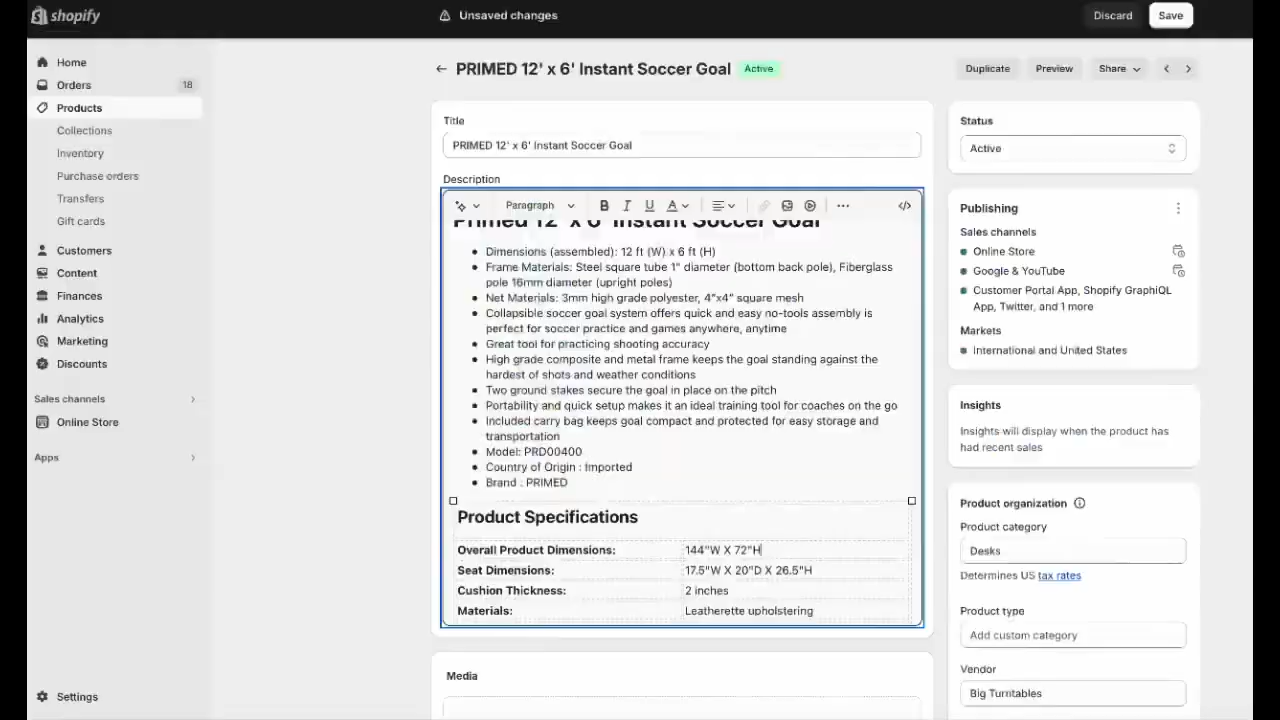 shopify
Unsaved changes
Discard
Save
Home
Orders 18
Products
Collections
Inventory
Purchase orders
Transfers
Gift cards
Customers
Content
Finances
Analytics
Marketing
Discounts
Sales channels
Online Store
Apps
Settings
PRIMED 12' x 6' Instant Soccer Goal Active
Duplicate
Preview
Share
Title
PRIMED 12' x 6' Instant Soccer Goal
Description
Paragraph
Primed 12' x 6' Instant Soccer Goal
Dimensions (assembled): 12 ft (W) x 6 ft (H)
Frame Materials: Steel square tube 1" diameter (bottom back pole), Fiberglass
pole 16mm diameter (upright poles)
Net Materials: 3mm high grade polyester, 4"x4" square mesh
Collapsible soccer goal system offers quick and easy no-tools assembly is
perfect for soccer practice and games anywhere, anytime
Great tool for practicing shooting accuracy
High grade composite and metal frame keeps the goal standing against the
hardest of shots and weather conditions
Two ground stakes secure the goal in place on the pitch
Portability and quick setup makes it an ideal training tool for coaches on the go
Included carry bag keeps goal compact and protected for easy storage and
transportation
Model: PRD00400
Country of Origin : Imported
Brand : PRIMED
Product Specifications
Overall Product Dimensions: 144"W X 72"H
Seat Dimensions: 17.5"W X 20"D X 26.5"H
Cushion Thickness: 2 inches
Materials: Leatherette upholstering
Media
Status
Active
Publishing
Sales channels
Online Store
Google & YouTube
Customer Portal App, Shopify GraphiQL
App, Twitter, and 1 more
Markets
International and United States
Insights
Insights will display when the product has
had recent sales
Product organization
Product category
Desks
Determines US tax rates
Product type
Add custom category
Vendor
Big Turntables